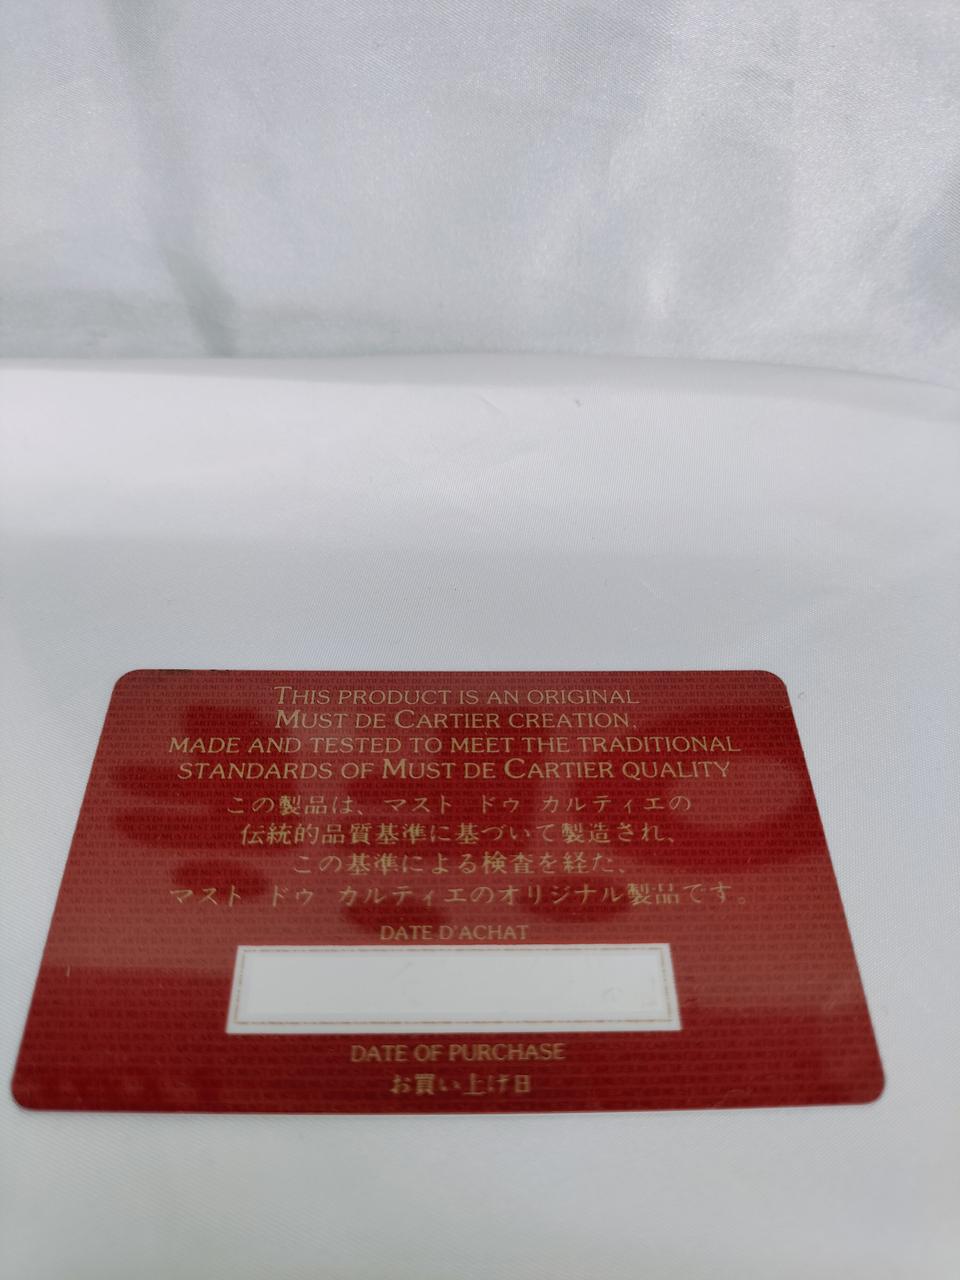 THIS PRODUCT IS AN ORIGINAL
MUST DE CARTIER CREATION,
MADE AND TESTED TO MEET THE TRADITIONAL
STANDARDS OF MUST DE CARTIER QUALITY
この製品は、マスト ドゥ カルティエの
伝統的品質基準に基づいて製造され、
この基準による検査を経た、
マスト ドゥ カルティエのオリジナル製品です。
DATE D'ACHAT
DATE OF PURCHASE
お買い上げ日